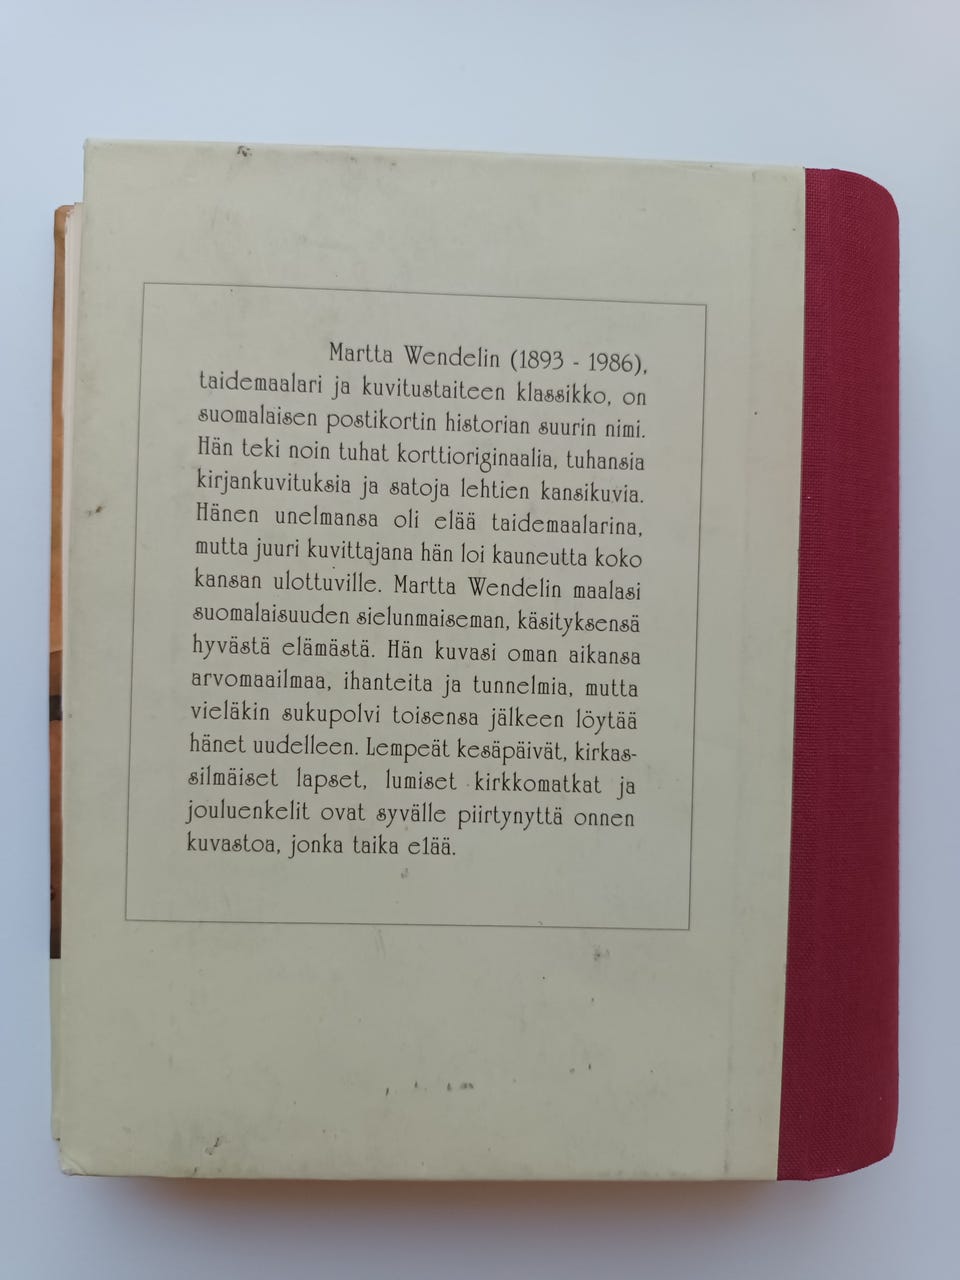 Martta Wendelin (1893 - 1986),
taidemaalari ja kuvitustaiteen klassikko, on
suomalaisen postikortin historian suurin nimi.
Hän teki noin tuhat korttioriginaalia, tuhansia
kirjankuvituksia ja satoja lehtien kansikuvia.
Hänen unelmansa oli elää taidemaalarina,
mutta juuri kuvittajana hän loi kauneutta koko
kansan ulottuville. Martta Wendelin maalasi
suomalaisuuden sielunmaiseman, käsityksensä
hyvästä elämästä. Hän kuvasi oman aikansa
arvomaailmaa, ihanteita ja tunnelmia, mutta
vieläkin sukupolvi toisensa jälkeen löytää
hänet uudelleen. Lempeät kesäpäivät, kirkas-
silmäiset lapset, lumiset kirkkomatkat ja
jouluenkelit ovat syvälle piirtynyttä onnen
kuvastoa, jonka taika elää.